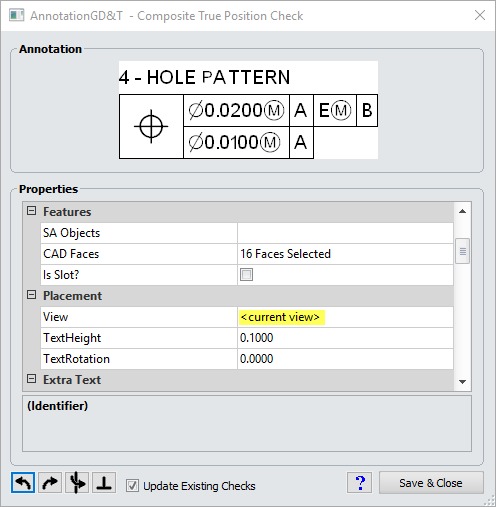 AnnotationGD&T - Composite True Position Check
Annotation
4 - HOLE PATTERN
⌖ Ø0.0200Ⓜ A EⓂ B
Ø0.0100Ⓜ A
Properties
Features
SA Objects
CAD Faces 16 Faces Selected
Is Slot?
Placement
View <current view>
TextHeight 0.1000
TextRotation 0.0000
Extra Text
(Identifier)
Update Existing Checks ? Save & Close